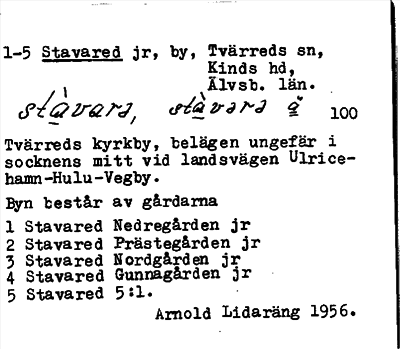 1-5 Stavared jr, by, Tvärreds sn,
Kinds hd,
Älvsb. län.
100
Tvärreds kyrkby, belägen ungefär i
socknens mitt vid landsvägen Ulrice-
hamn-Hulu-Vegby.
Byn består av gårdarna
1 Stavared Nedregården jr
2 Stavared Prästegården jr
3 Stavared Nordgården jr
4 Stavared Gunnagården jr
5 Stavared 5:1.
Arnold Lidaräng 1956.